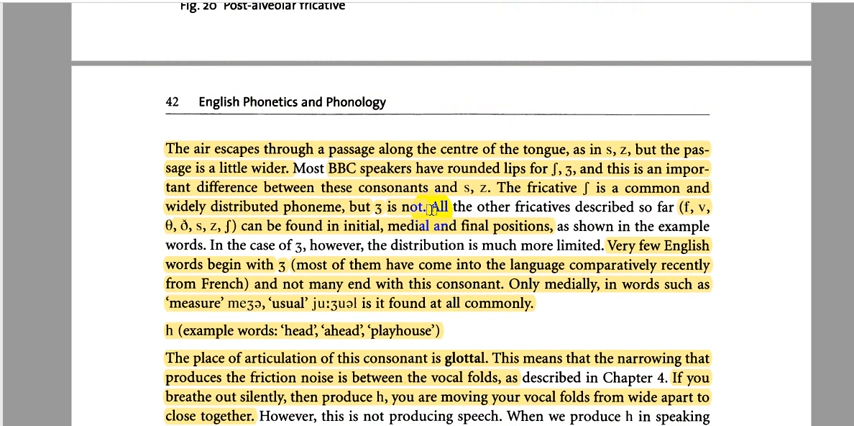 Fig. 20 Post-alveolar fricative
42 English Phonetics and Phonology
The air escapes through a passage along the centre of the tongue, as in s, z, but the pas-
sage is a little wider. Most BBC speakers have rounded lips for ʃ, ʒ, and this is an impor-
tant difference between these consonants and s, z. The fricative ʃ is a common and
widely distributed phoneme, but ʒ is not. All the other fricatives described so far (f, v,
θ, ð, s, z, ʃ) can be found in initial, medial and final positions, as shown in the example
words. In the case of ʒ, however, the distribution is much more limited. Very few English
words begin with ʒ (most of them have come into the language comparatively recently
from French) and not many end with this consonant. Only medially, in words such as
‘measure’ meʒə, ‘usual’ juːʒuəl is it found at all commonly.
h (example words: ‘head’, ‘ahead’, ‘playhouse’)
The place of articulation of this consonant is glottal. This means that the narrowing that
produces the friction noise is between the vocal folds, as described in Chapter 4. If you
breathe out silently, then produce h, you are moving your vocal folds from wide apart to
close together. However, this is not producing speech. When we produce h in speaking